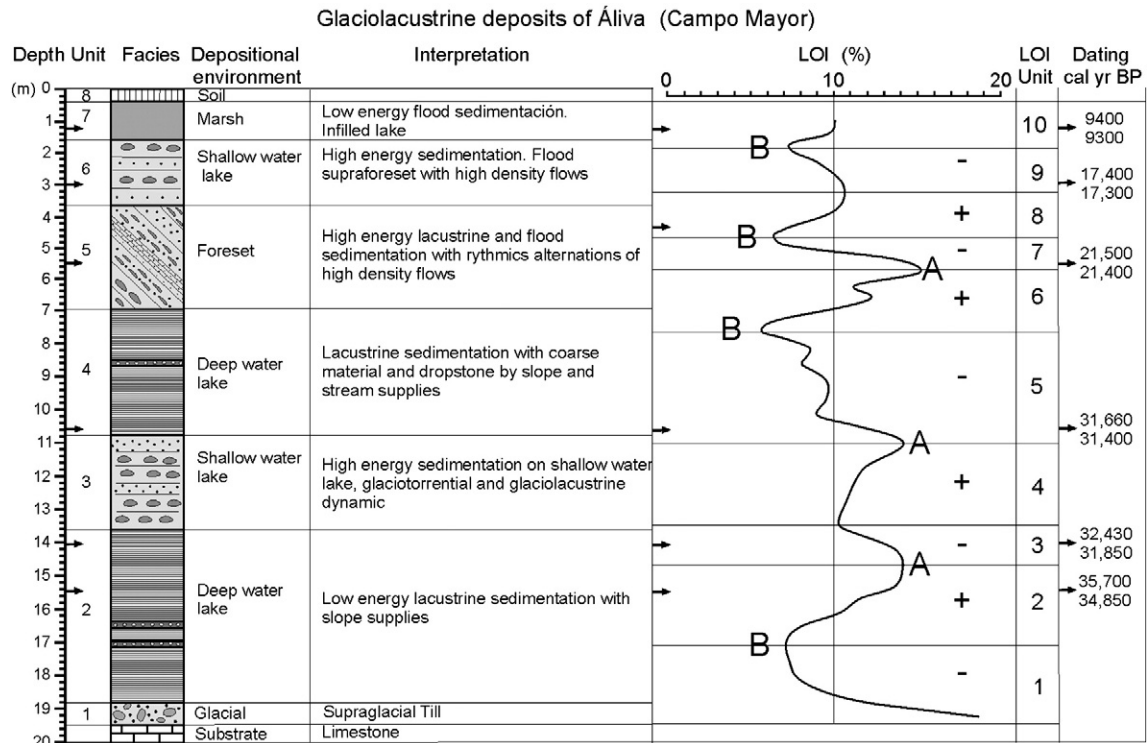 Glaciolacustrine deposits of Áliva (Campo Mayor)
Depth Unit Facies Depositional environment Interpretation LOI (%) LOI Unit Dating cal yr BP
(m) 0 10 20
0
1
2
3
4
5
6
7
8
9
10
11
12
13
14
15
16
17
18
19
20
8 Soil
7 Marsh
Low energy flood sedimentación.
Infilled lake
6 Shallow water
lake
High energy sedimentation. Flood
supraforeset with high density flows
5 Foreset
High energy lacustrine and flood
sedimentation with rythmics alternations of
high density flows
4 Deep water
lake
Lacustrine sedimentation with coarse
material and dropstone by slope and
stream supplies
3 Shallow water
lake
High energy sedimentation on shallow water
lake, glaciotorrential and glaciolacustrine
dynamic
2 Deep water
lake
Low energy lacustrine sedimentation with
slope supplies
1 Glacial Supraglacial Till
Substrate Limestone
B
B
A
B
A
A
B
10
- 9
+ 8
- 7
+ 6
- 5
+ 4
- 3
+ 2
- 1
9400
9300
17,400
17,300
21,500
21,400
31,660
31,400
32,430
31,850
35,700
34,850